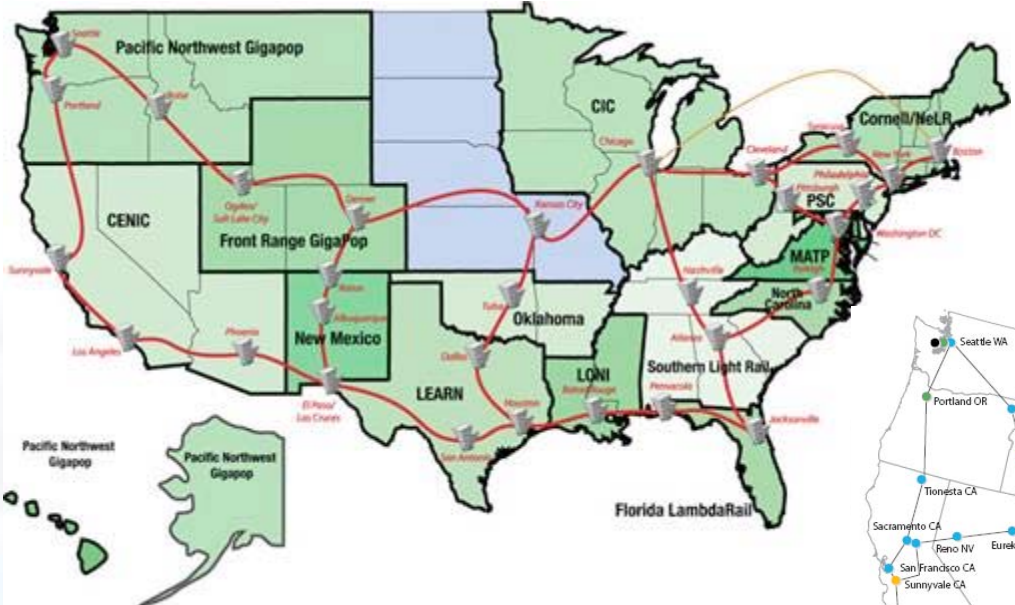 Seattle
Pacific Northwest Gigapop
Portland
Boise
CIC
Cornell/NeLR
Syracuse
Chicago
Cleveland
New York
Boston
Philadelphia
Pittsburgh
PSC
Ogden/
Salt Lake City
Denver
Kansas City
CENIC
Front Range GigaPop
Washington DC
MATP
Raleigh
Sunnyvale
Raton
Nashville
North
Carolina
Tulsa
Albuquerque
Oklahoma
Phoenix
New Mexico
Los Angeles
Atlanta
Dallas
Southern Light Rail
LONI
LEARN
Baton Rouge
Pensacola
Houston
El Paso/
Las Cruces
Jacksonville
San Antonio
Pacific Northwest
Gigapop
Pacific Northwest
Gigapop
Florida LambdaRail
Seattle WA
Portland OR
Tionesta CA
Sacramento CA
Reno NV
Eurek
San Francisco CA
Sunnyvale CA